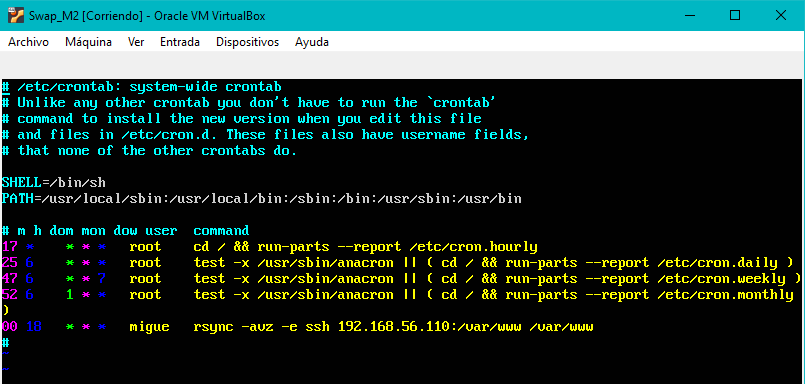 Swap_M2 [Corriendo] - Oracle VM VirtualBox
Archivo Máquina Ver Entrada Dispositivos Ayuda
# /etc/crontab: system-wide crontab
# Unlike any other crontab you don't have to run the `crontab'
# command to install the new version when you edit this file
# and files in /etc/cron.d. These files also have username fields,
# that none of the other crontabs do.
SHELL=/bin/sh
PATH=/usr/local/sbin:/usr/local/bin:/sbin:/bin:/usr/sbin:/usr/bin
# m h dom mon dow user command
17 * * * * root cd / && run-parts --report /etc/cron.hourly
25 6 * * * root test -x /usr/sbin/anacron || ( cd / && run-parts --report /etc/cron.daily )
47 6 * * 7 root test -x /usr/sbin/anacron || ( cd / && run-parts --report /etc/cron.weekly )
52 6 1 * * root test -x /usr/sbin/anacron || ( cd / && run-parts --report /etc/cron.monthly
)
00 18 * * * migue rsync -avz -e ssh 192.168.56.110:/var/www /var/www
#
~
~